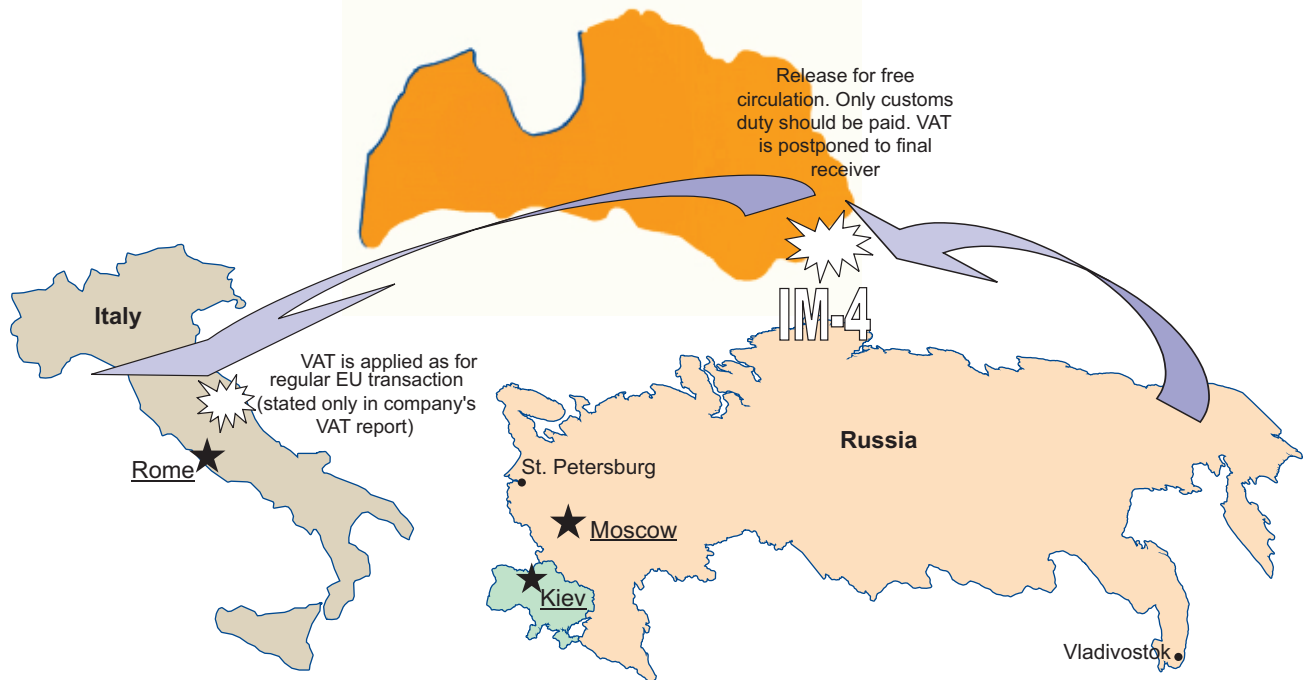 Release for free
circulation. Only customs
duty should be paid. VAT
is postponed to final
receiver
IM-4
Italy
VAT is applied as for
regular EU transaction
(stated only in company's
VAT report)
Rome
Russia
St. Petersburg
Moscow
Kiev
Vladivostok